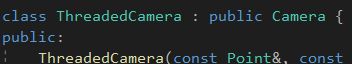 class ThreadedCamera : public Camera {
public:
ThreadedCamera(const Point&, const